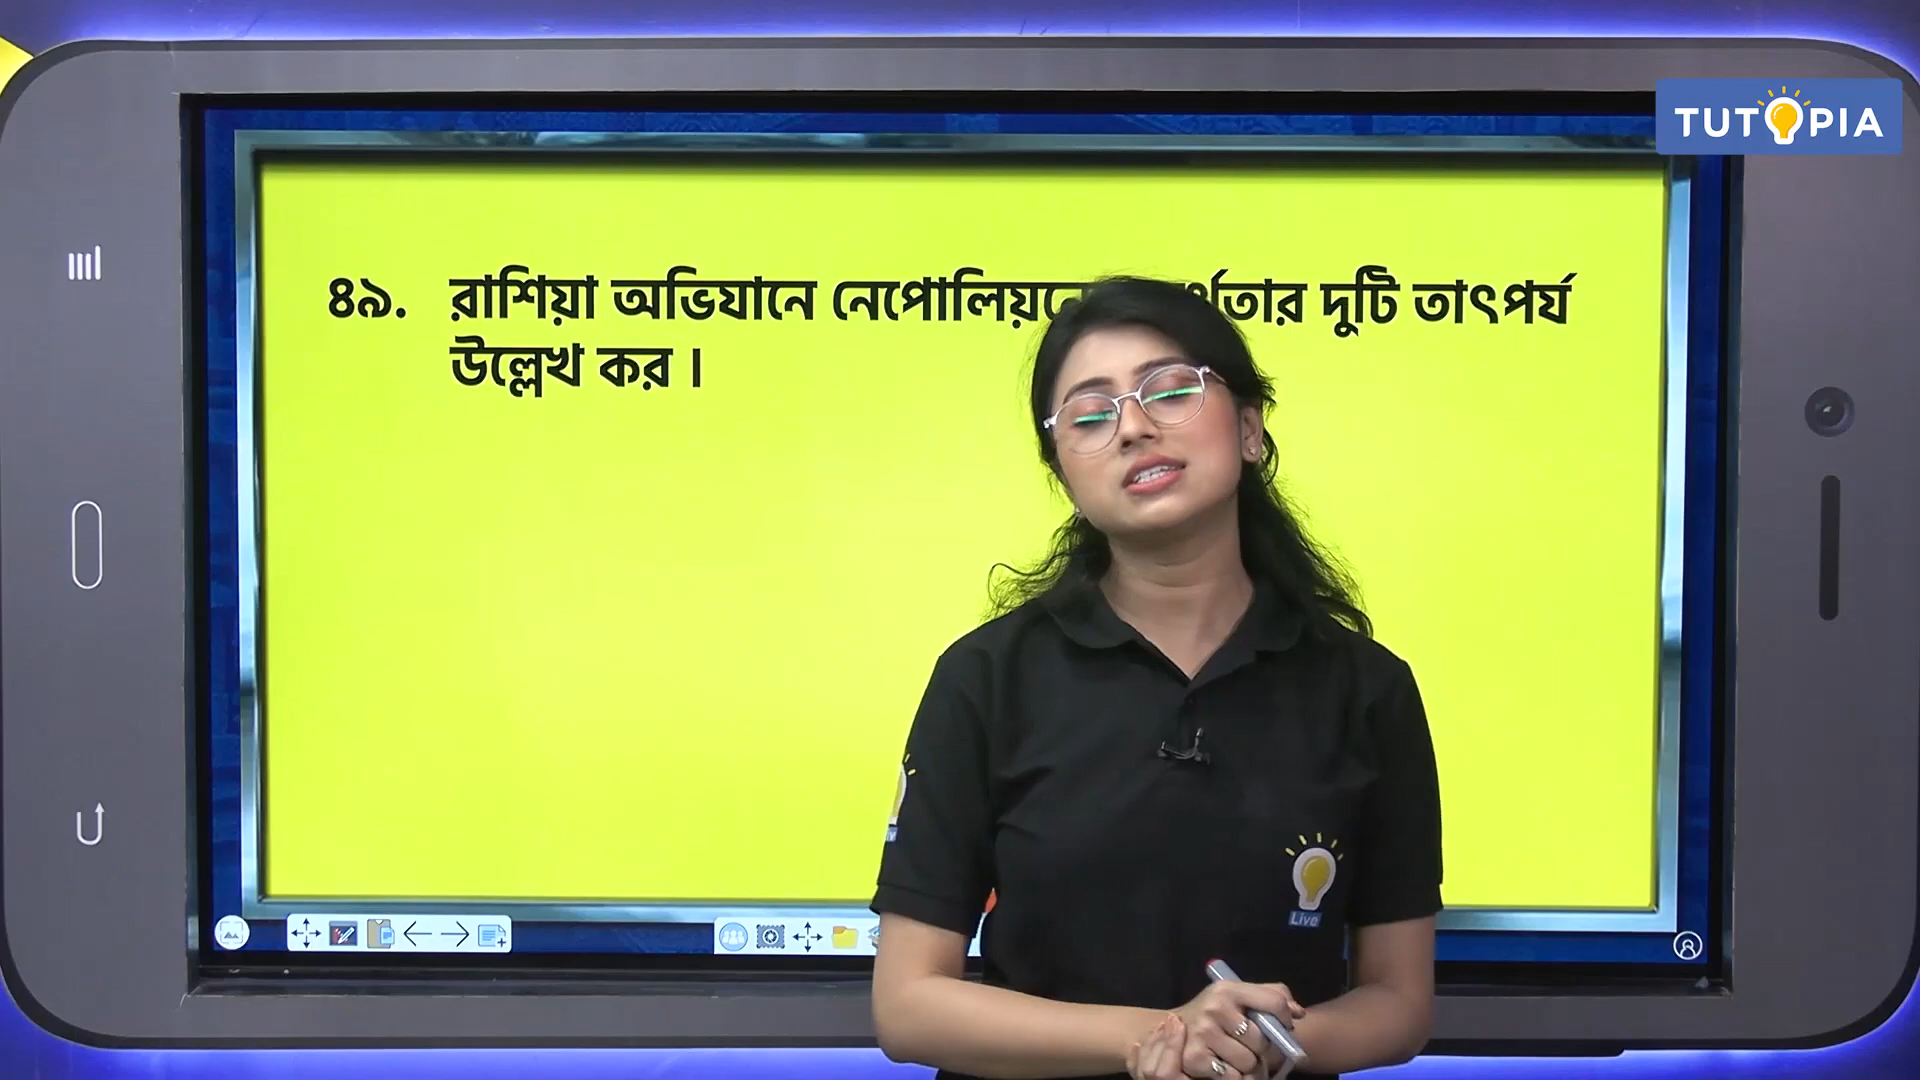 TUTOPIA
৪৯. রাশিয়া অভিযানে নেপোলিয়নের দুটি তাৎপর্য
উল্লেখ কর ।
Live